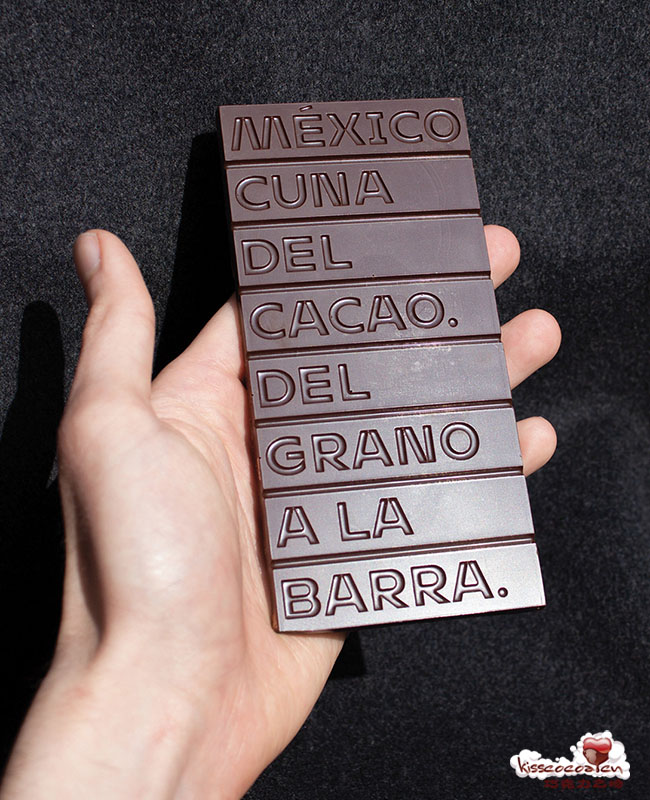 MÉXICO
CUNA
DEL
CACAO.
DEL
GRANO
A LA
BARRA.